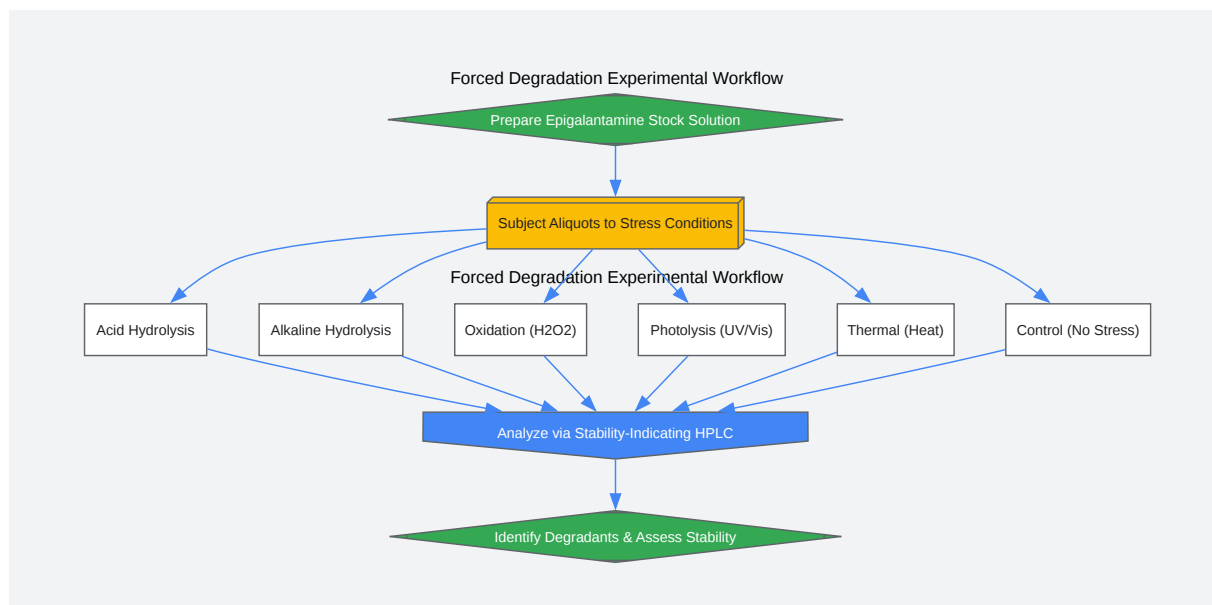 Forced Degradation Experimental Workflow
Prepare Epigalantamine Stock Solution
Subject Aliquots to Stress Conditions
Forced Degradation Experimental Workflow
Acid Hydrolysis
Alkaline Hydrolysis
Oxidation (H2O2)
Photolysis (UV/Vis)
Thermal (Heat)
Control (No Stress)
Analyze via Stability-Indicating HPLC
Identify Degradants & Assess Stability